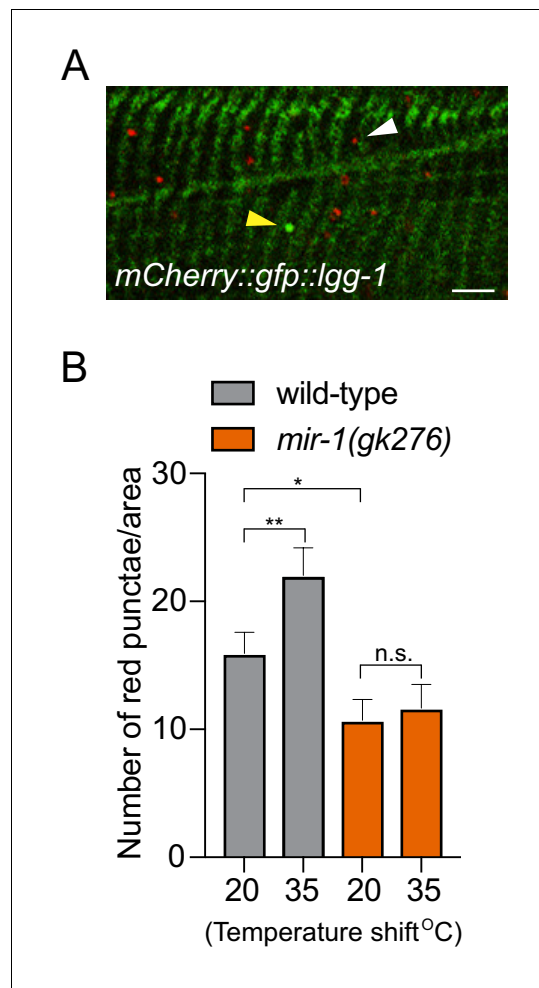 A
mCherry::gfp::lgg-1
B
wild-type
mir-1(gk276)
Number of red punctae/area
30
20
10
0
*
**
n.s.
20 35 20 35
(Temperature shift°C)